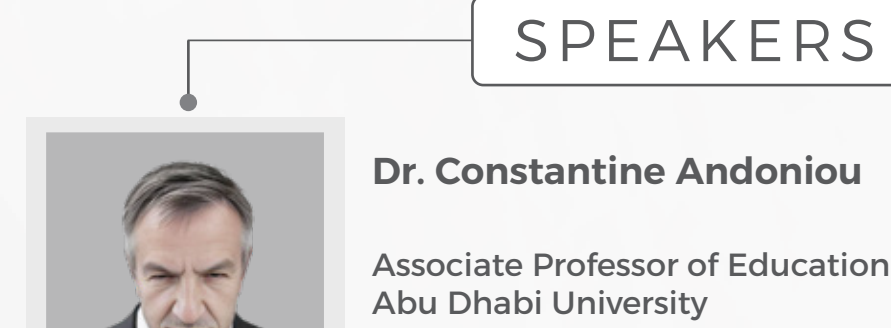 SPEAKERS
Dr. Constantine Andoniou
Associate Professor of Education
Abu Dhabi University